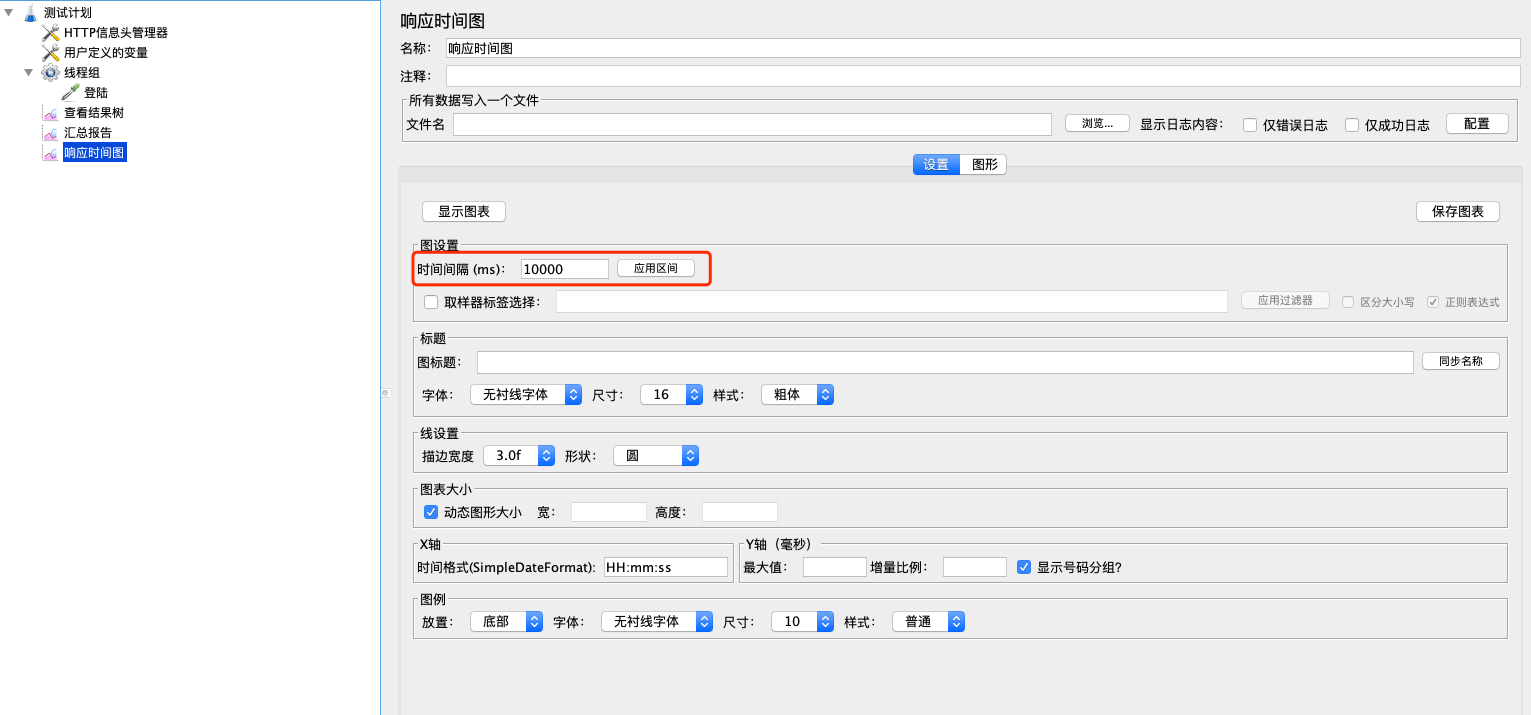 测试计划
HTTP信息头管理器
用户定义的变量
线程组
登陆
查看结果树
汇总报告
响应时间图
响应时间图
名称： 响应时间图
注释：
所有数据写入一个文件
文件名 浏览... 显示日志内容： 仅错误日志 仅成功日志 配置
设置 图形
显示图表 保存图表
图设置
时间间隔 (ms)： 10000 应用区间
取样器标签选择： 应用过滤器 区分大小写 正则表达式
标题
图标题： 同步名称
字体： 无衬线字体 尺寸： 16 样式： 粗体
线设置
描边宽度 3.0f 形状： 圆
图表大小
动态图形大小 宽： 高度：
X轴 Y轴（毫秒）
时间格式(SimpleDateFormat)： HH:mm:ss 最大值： 增量比例： 显示号码分组?
图例
放置： 底部 字体： 无衬线字体 尺寸： 10 样式： 普通